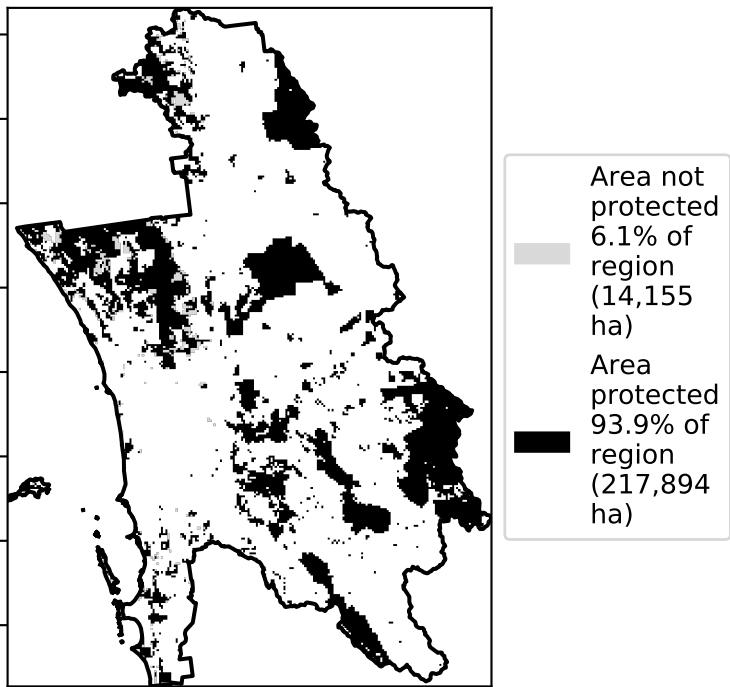 Area not
protected
6.1% of
region
(14,155
ha)
Area
protected
93.9% of
region
(217,894
ha)